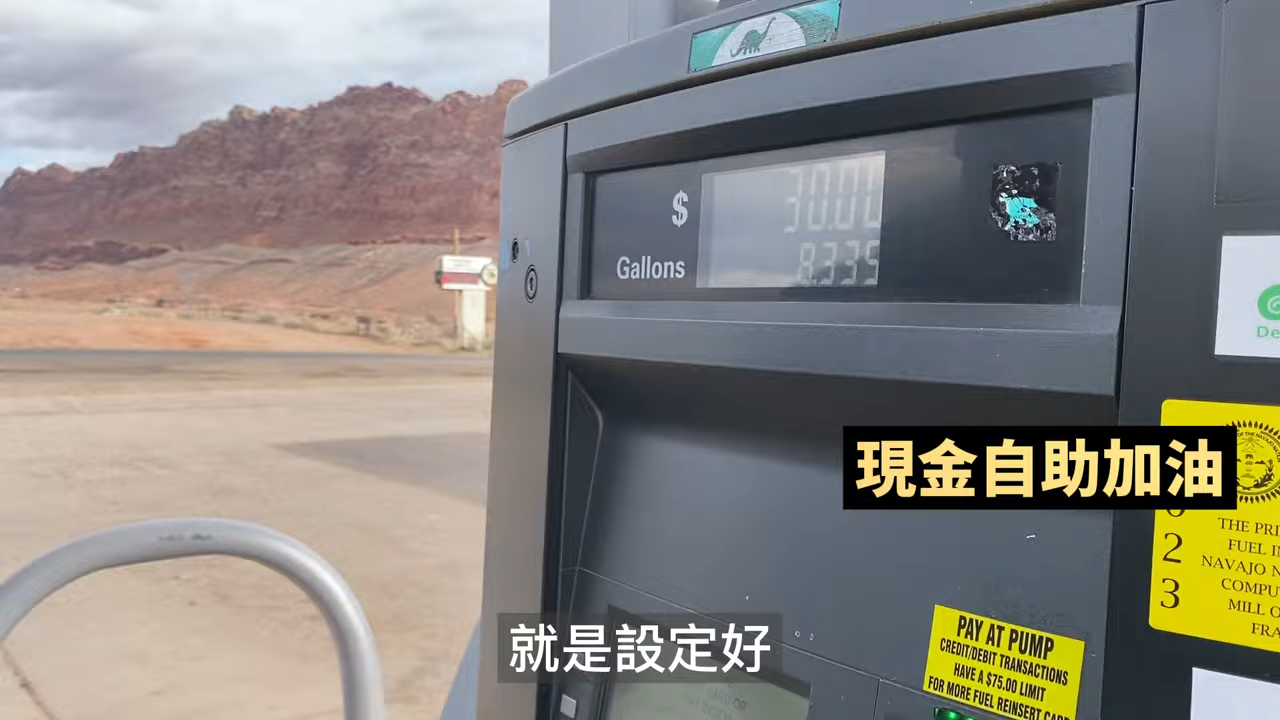 $ 30.00
Gallons 8.335
現金自助加油
2
3
THE PRI
FUEL I
NAVAJO N
COMPU
MILL O
FRA
就是設定好
PAY AT PUMP
CREDIT/DEBIT TRANSACTIONS
HAVE A $75.00 LIMIT
FOR MORE FUEL REINSERT CARD